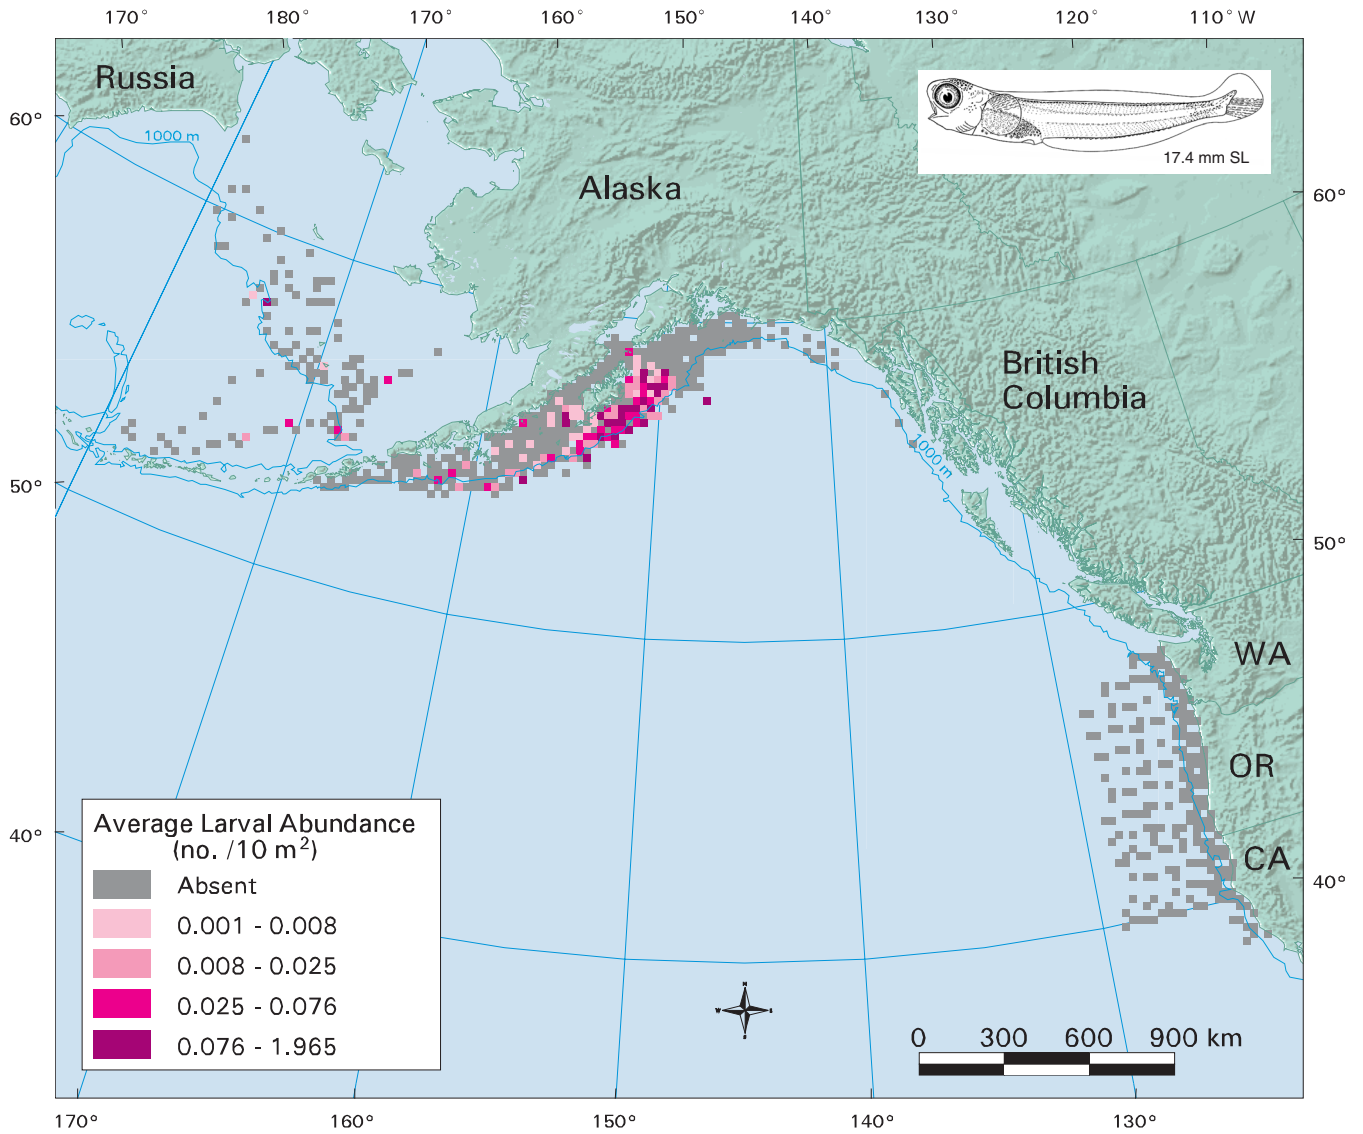 170° 180° 170° 160° 150° 140° 130° 120° 110° W
Russia
60°
1000 m
17.4 mm SL
Alaska
60°
British
Columbia
1000 m
50°
50°
WA
OR
CA
40°
40°
Average Larval Abundance
(no. /10 m²)
Absent
0.001 - 0.008
0.008 - 0.025
0.025 - 0.076
0.076 - 1.965
N
W
E
S
0 300 600 900 km
170° 160° 150° 140° 130°